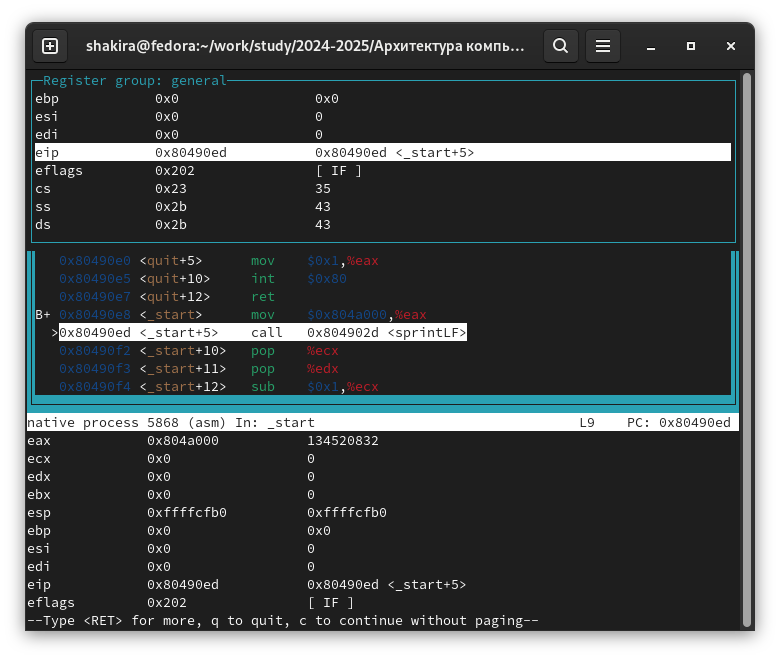 shakira@fedora:~/work/study/2024-2025/Архитектура компь...
Register group: general
ebp 0x0 0x0
esi 0x0 0
edi 0x0 0
eip 0x80490ed 0x80490ed <_start+5>
eflags 0x202 [ IF ]
cs 0x23 35
ss 0x2b 43
ds 0x2b 43
0x80490e0 <quit+5> mov $0x1,%eax
0x80490e5 <quit+10> int $0x80
0x80490e7 <quit+12> ret
B+ 0x80490e8 <_start> mov $0x804a000,%eax
>0x80490ed <_start+5> call 0x804902d <sprintLF>
0x80490f2 <_start+10> pop %ecx
0x80490f3 <_start+11> pop %edx
0x80490f4 <_start+12> sub $0x1,%ecx
native process 5868 (asm) In: _start L9 PC: 0x80490ed
eax 0x804a000 134520832
ecx 0x0 0
edx 0x0 0
ebx 0x0 0
esp 0xffffcfb0 0xffffcfb0
ebp 0x0 0x0
esi 0x0 0
edi 0x0 0
eip 0x80490ed 0x80490ed <_start+5>
eflags 0x202 [ IF ]
--Type <RET> for more, q to quit, c to continue without paging--